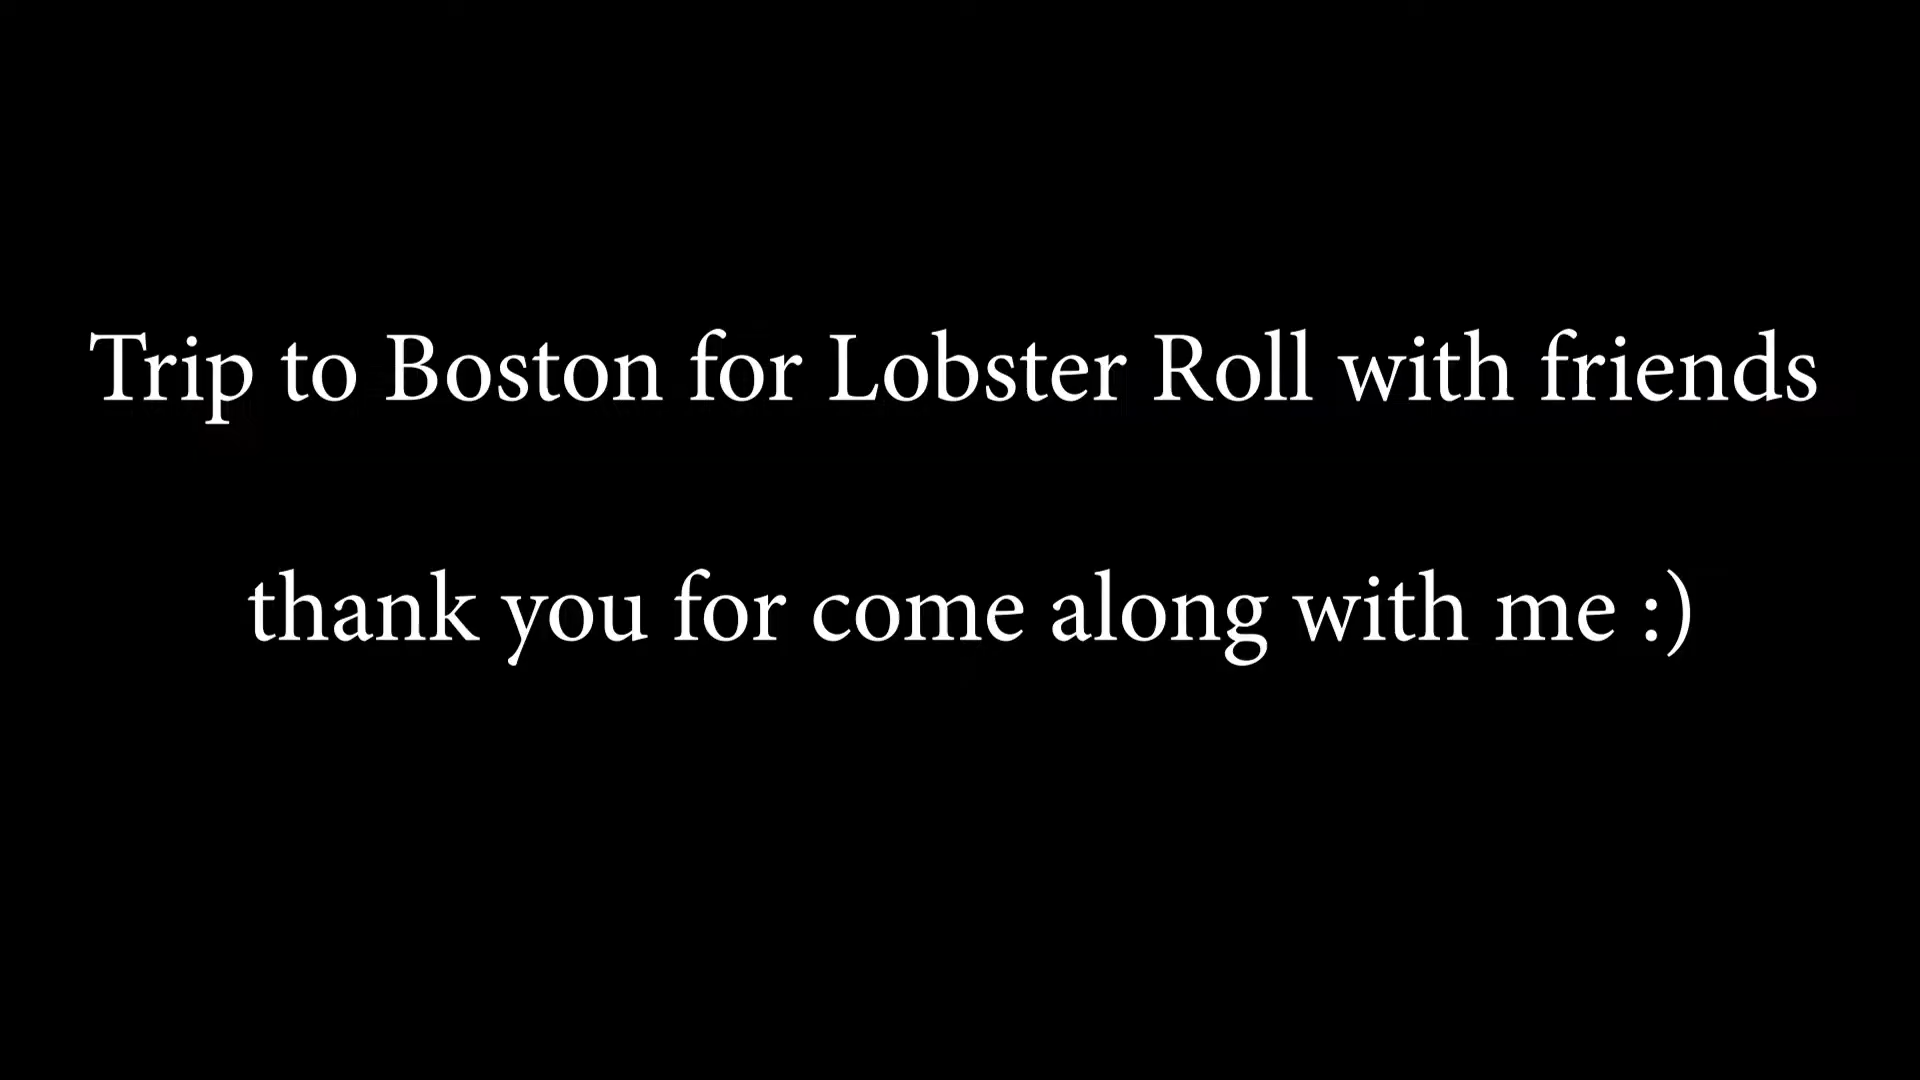 Trip to Boston for Lobster Roll with friends
thank you for come along with me :)